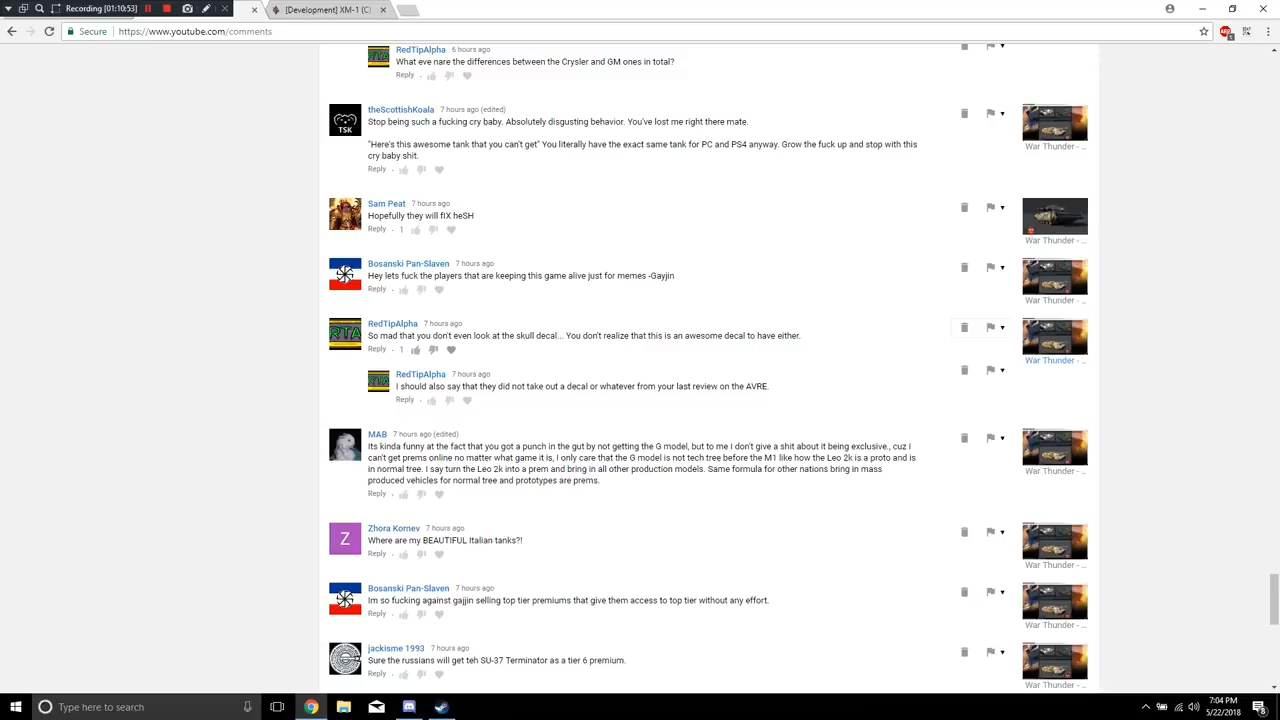 Recording [01:10:53]
[Development] XM-1 (C)
Secure https://www.youtube.com/comments
RedTipAlpha 6 hours ago
What eve nare the differences between the Crysler and GM ones in total?
Reply
theScottishKoala 7 hours ago (edited)
TSK
Stop being such a fucking cry baby. Absolutely disgusting behavior. You've lost me right there mate.
"Here's this awesome tank that you can't get" You literally have the exact same tank for PC and PS4 anyway. Grow the fuck up and stop with this
cry baby shit.
War Thunder - ...
Reply
Sam Peat 7 hours ago
Hopefully they will fIX heSH
Reply 1
War Thunder - ...
Bosanski Pan-Slaven 7 hours ago
Hey lets fuck the players that are keeping this game alive just for memes -Gayjin
Reply
War Thunder - ...
RedTipAlpha 7 hours ago
RTA
So mad that you don't even look at the skull decal... You don't realize that this is an awesome decal to have either.
Reply 1
War Thunder - ...
RedTipAlpha 7 hours ago
I should also say that they did not take out a decal or whatever from your last review on the AVRE.
Reply
MAB 7 hours ago (edited)
Its kinda funny at the fact that you got a punch in the gut by not getting the G model, but to me I don't give a shit about it being exclusive., cuz I
can't get prems online no matter what game it is, I only care that the G model is not tech tree before the M1 like how the Leo 2k is a proto and is
in normal tree. I say turn the Leo 2k into a prem and bring in all other production models. Same formula for other nations bring in mass
produced vehicles for normal tree and prototypes are prems.
War Thunder - ...
Reply
Zhora Kornev 7 hours ago
Z
Where are my BEAUTIFUL Italian tanks?!
Reply
War Thunder - ...
Bosanski Pan-Slaven 7 hours ago
Im so fucking against gajjin selling top tier premiums that give them access to top tier without any effort.
Reply
War Thunder - ...
jackisme 1993 7 hours ago
Sure the russians will get teh SU-37 Terminator as a tier 6 premium.
Reply
War Thunder - ...
Type here to search
7:04 PM
5/22/2018